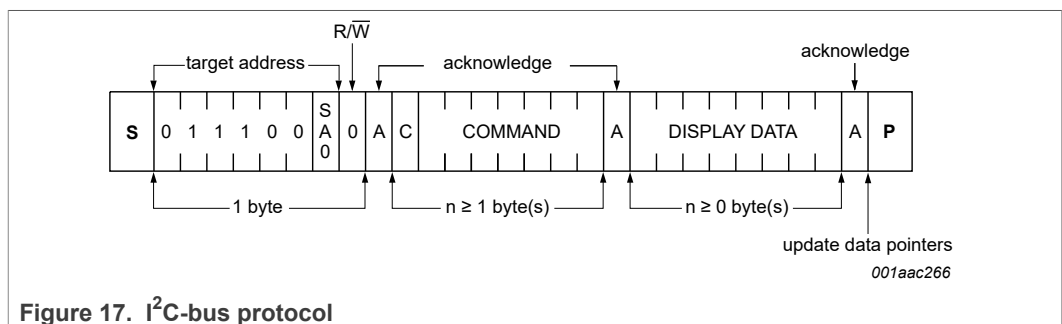 R/W
target address
acknowledge
acknowledge
S 0 1 1 1 0 0 SA0 0 A C COMMAND A DISPLAY DATA A P
1 byte
n ≥ 1 byte(s)
n ≥ 0 byte(s)
update data pointers
001aac266
Figure 17. I²C-bus protocol